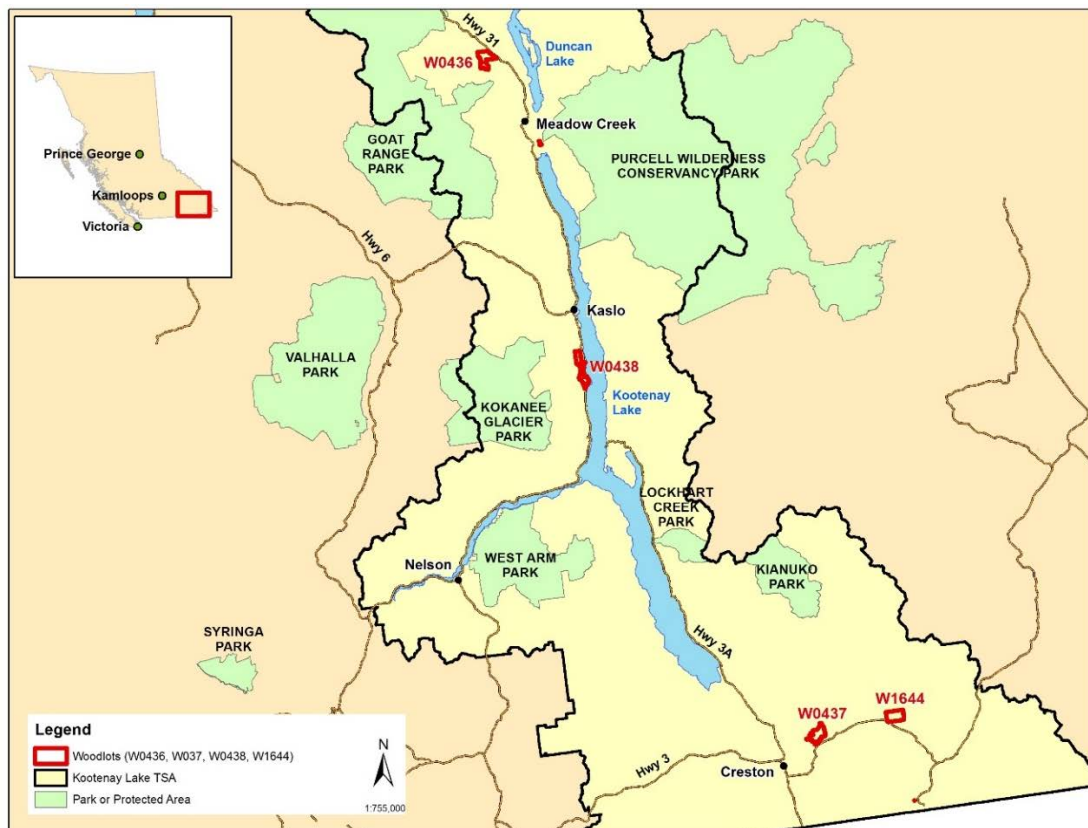 Prince George
Kamloops
Victoria
Hwy 31
W0436
Duncan
Lake
Meadow Creek
GOAT
RANGE
PARK
PURCELL WILDERNESS
CONSERVANCY PARK
Hwy 6
Kaslo
VALHALLA
PARK
W0438
KOKANEE
GLACIER
PARK
Kootenay
Lake
LOCKHART
CREEK
PARK
Nelson
WEST ARM
PARK
KIANUKO
PARK
SYRINGA
PARK
Hwy 3A
W0437
W1644
Hwy 3
Creston
Legend
Woodlots (W0436, W037, W0438, W1644)
Kootenay Lake TSA
Park or Protected Area
N
1:755,000